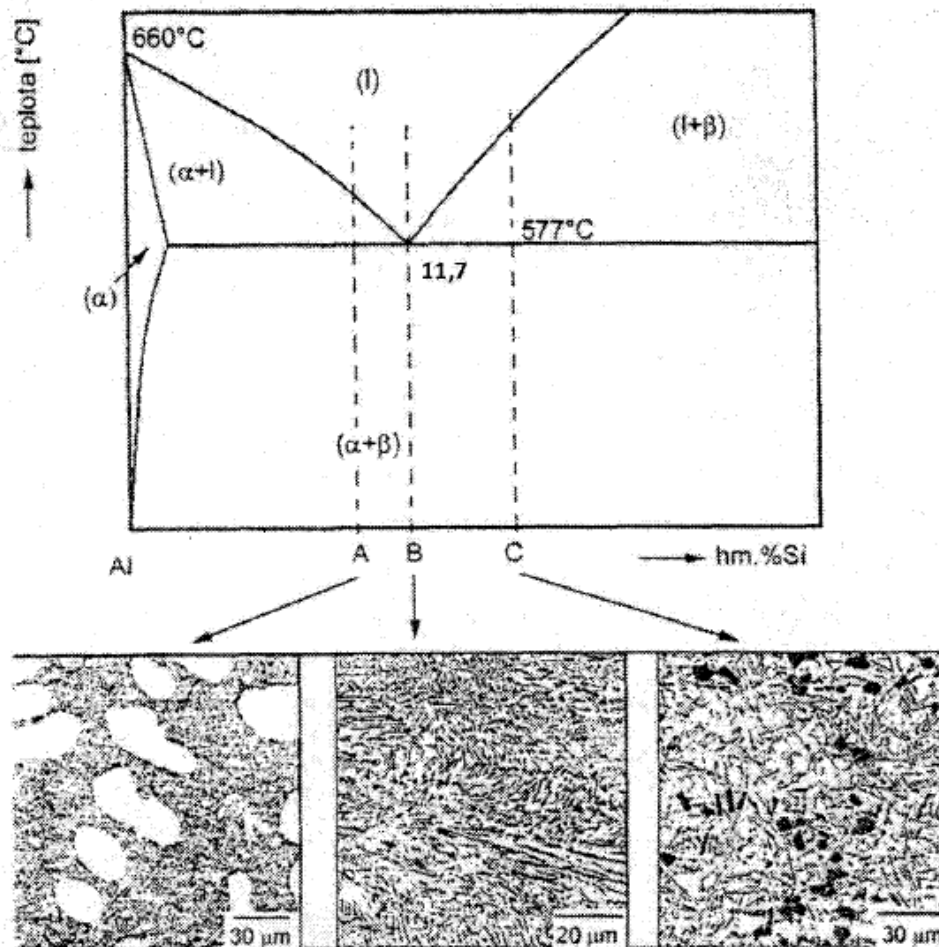 teplota [°C]
660°C
(l)
(l+β)
(α+l)
577°C
(α)
11,7
(α+β)
Al
A
B
C
hm.%Si
30 µm
20 µm
30 µm